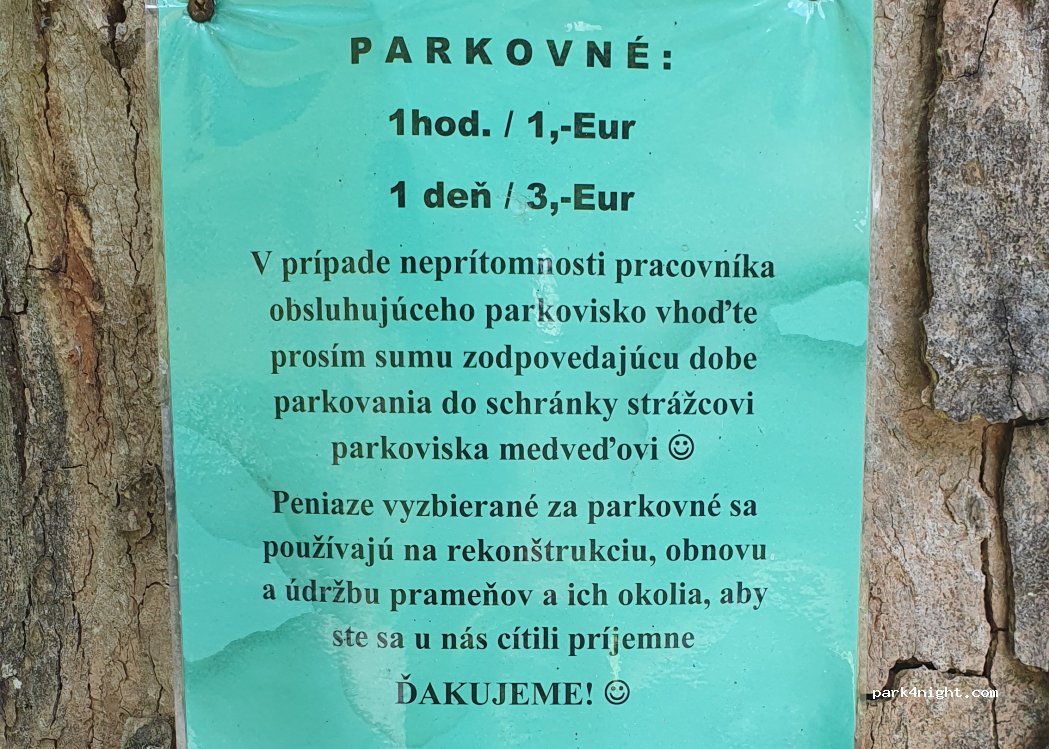 PARKOVNÉ:
1hod. / 1,-Eur
1 deň / 3,-Eur
V prípade neprítomnosti pracovníka
obsluhujúceho parkovisko vhoďte
prosím sumu zodpovedajúcu dobe
parkovania do schránky strážcovi
parkoviska medveďovi ☺
Peniaze vyzbierané za parkovné sa
používajú na rekonštrukciu, obnovu
a údržbu prameňov a ich okolia, aby
ste sa u nás cítili príjemne
ĎAKUJEME! ☺
park4night.com